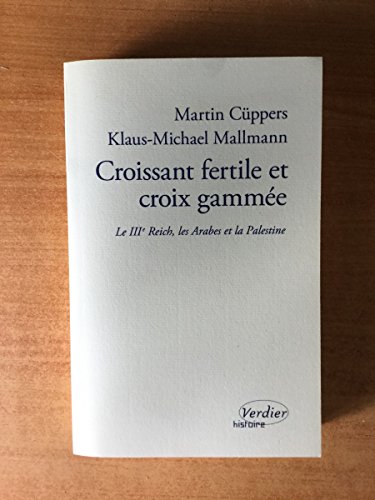 Martin Cüppers
Klaus-Michael Mallmann
Croissant fertile et
croix gammée
Le IIIᵉ Reich, les Arabes et la Palestine
Verdier
histoire